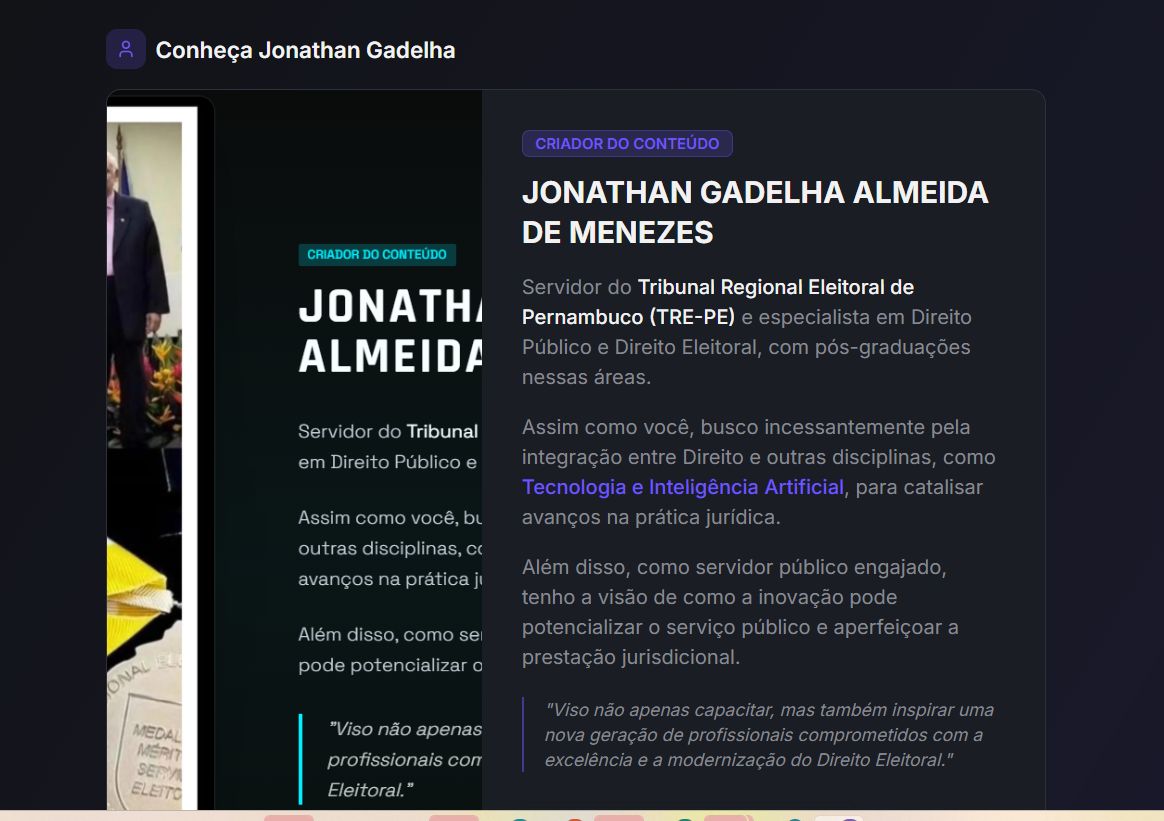 Conheça Jonathan Gadelha
CRIADOR DO CONTEÚDO
JONATHA
ALMEIDA
Servidor do Tribunal
em Direito Público e
Assim como você, bu
outras disciplinas, co
avanços na prática ju
Além disso, como ser
pode potencializar o
"Viso não apenas
profissionais com
Eleitoral."
MEDAL
MÉRIT
SERVI
ELEITO
CRIADOR DO CONTEÚDO
JONATHAN GADELHA ALMEIDA
DE MENEZES
Servidor do Tribunal Regional Eleitoral de
Pernambuco (TRE-PE) e especialista em Direito
Público e Direito Eleitoral, com pós-graduações
nessas áreas.
Assim como você, busco incessantemente pela
integração entre Direito e outras disciplinas, como
Tecnologia e Inteligência Artificial, para catalisar
avanços na prática jurídica.
Além disso, como servidor público engajado,
tenho a visão de como a inovação pode
potencializar o serviço público e aperfeiçoar a
prestação jurisdicional.
"Viso não apenas capacitar, mas também inspirar uma
nova geração de profissionais comprometidos com a
excelência e a modernização do Direito Eleitoral."